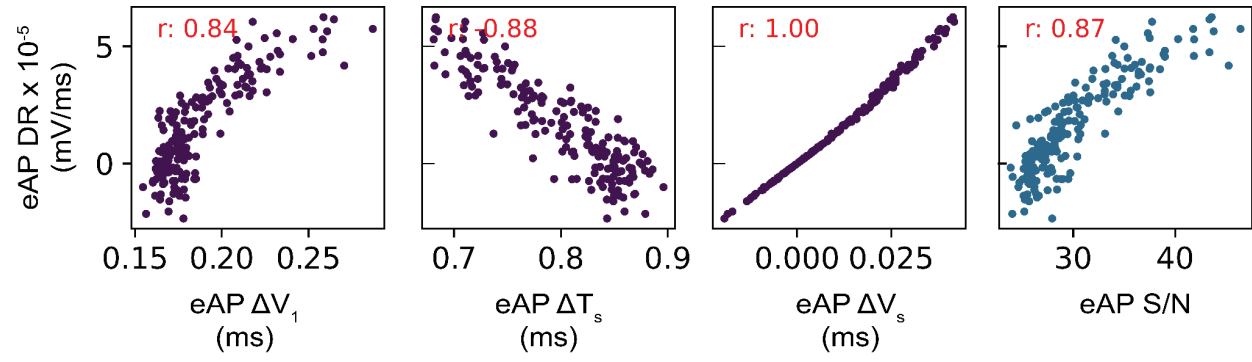 eAP DR x 10-5
(mV/ms)
5
0
r: 0.84
r: -0.88
r: 1.00
r: 0.87
0.15 0.20 0.25
0.7 0.8 0.9
0.000 0.025
30 40
eAP ΔV1
(ms)
eAP ΔTs
(ms)
eAP ΔVs
(ms)
eAP S/N